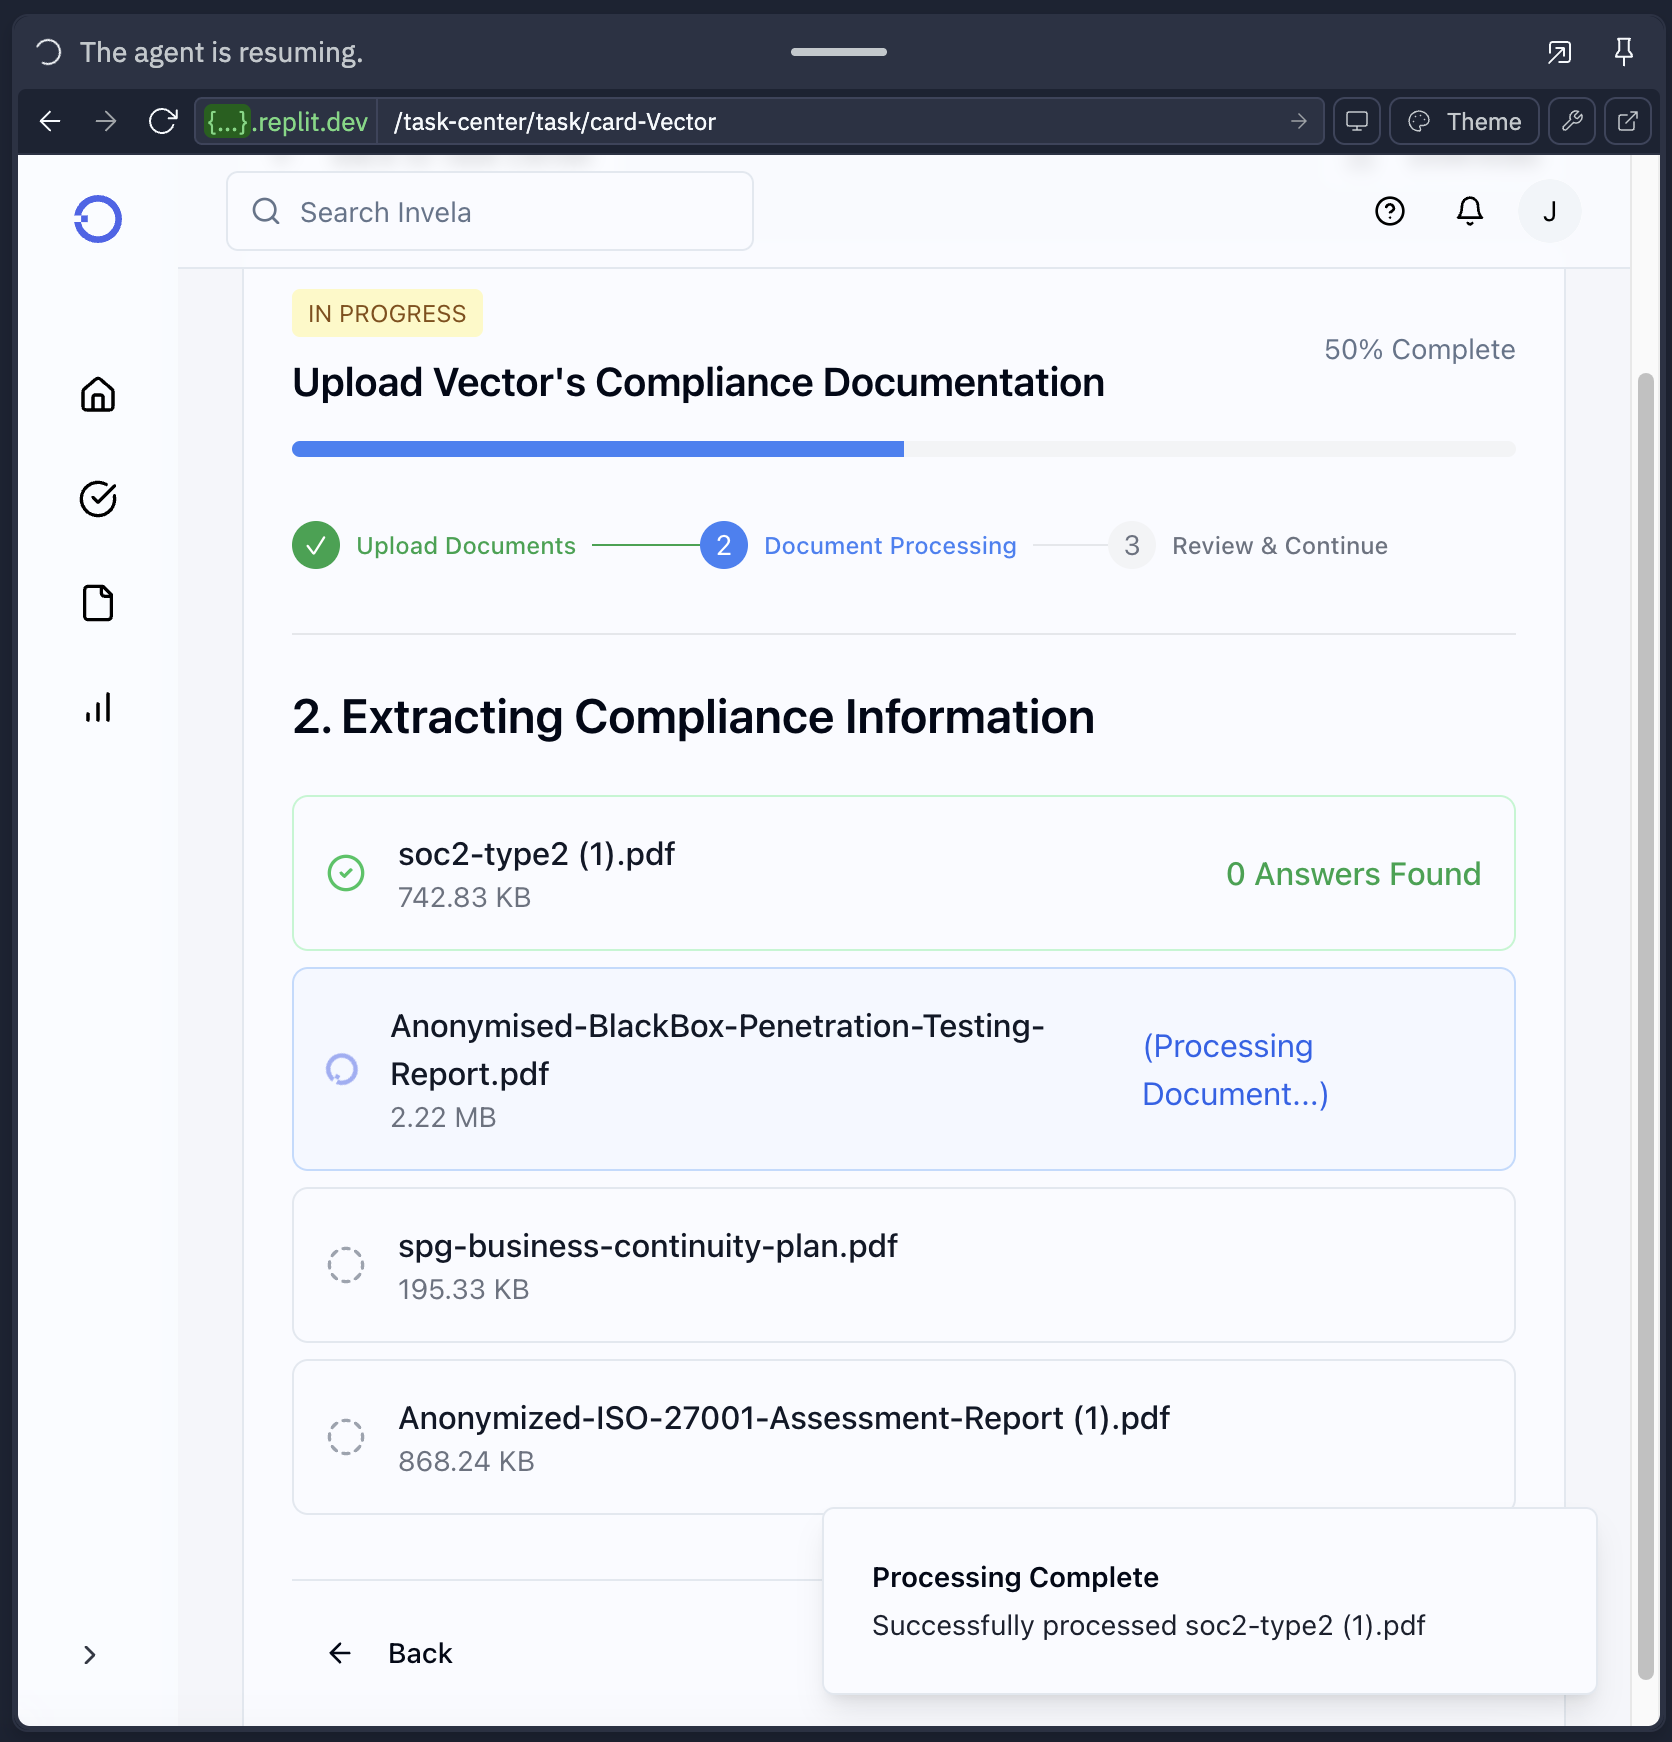 The agent is resuming.
{...}.replit.dev /task-center/task/card-Vector
Theme
Search Invela
J
IN PROGRESS
50% Complete
Upload Vector's Compliance Documentation
Upload Documents
2 Document Processing
3 Review & Continue
2. Extracting Compliance Information
soc2-type2 (1).pdf
742.83 KB
0 Answers Found
Anonymised-BlackBox-Penetration-Testing-
Report.pdf
2.22 MB
(Processing
Document...)
spg-business-continuity-plan.pdf
195.33 KB
Anonymized-ISO-27001-Assessment-Report (1).pdf
868.24 KB
Processing Complete
Successfully processed soc2-type2 (1).pdf
Back